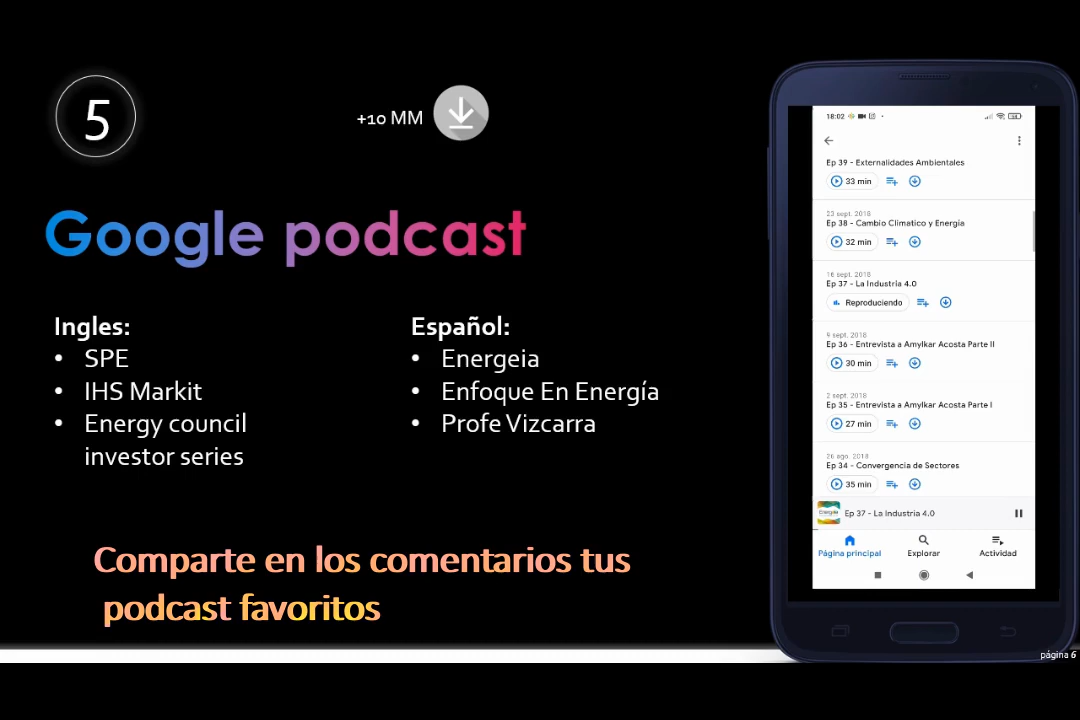 5
+10 MM
Google podcast
Ingles:
• SPE
• IHS Markit
• Energy council
investor series
Español:
• Energeia
• Enfoque En Energía
• Profe Vizcarra
Comparte en los comentarios tus
podcast favoritos
18:02
Ep 39 - Externalidades Ambientales
33 min
23 sept. 2018
Ep 38 - Cambio Climatico y Energia
32 min
16 sept. 2018
Ep 37 - La Industria 4.0
Reproduciendo
9 sept. 2018
Ep 36 - Entrevista a Amylkar Acosta Parte II
30 min
2 sept. 2018
Ep 35 - Entrevista a Amylkar Acosta Parte I
27 min
26 ago. 2018
Ep 34 - Convergencia de Sectores
35 min
Ep 37 - La Industria 4.0
Página principal
Explorar
Actividad
página 6